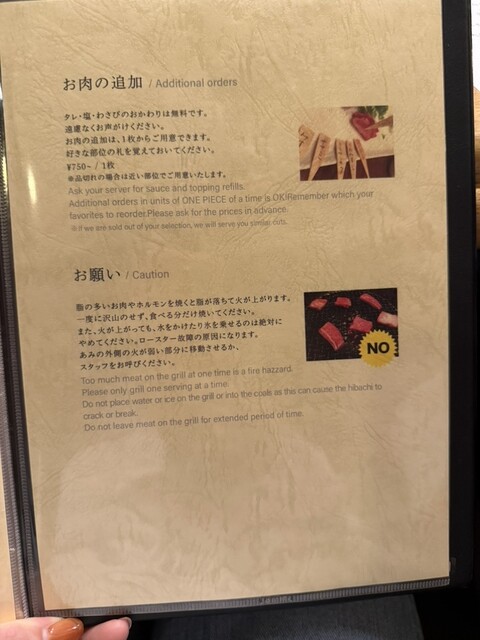 お肉の追加 / Additional orders
タレ・塩・わさびのおかわりは無料です。
遠慮なくお声がけください。
お肉の追加は、1枚からご用意できます。
好きな部位の札を覚えておいてください。
¥750~ / 1枚
※品切れの場合は近い部位でご用意いたします。
Ask your server for sauce and topping refills.
Additional orders in units of ONE PIECE of a time is OK!Remember which your
favorites to reorder.Please ask for the prices in advance.
※if we are sold out of your selection, we will serve you similar cuts.
お願い / Caution
脂の多いお肉やホルモンを焼くと脂が落ちて火が上がります。
一度に沢山のせず、食べる分だけ焼いてください。
また、火が上がっても、水をかけたり氷を乗せるのは絶対に
やめてください。ロースター故障の原因になります。
あみの外側の火が弱い部分に移動させるか、
スタッフをお呼びください。
NO
Too much meat on the grill at one time is a fire hazzard.
Please only grill one serving at a time.
Do not place water or ice on the grill or into the coals as this can cause the hibachi to
crack or break.
Do not leave meat on the grill for extended period of time.